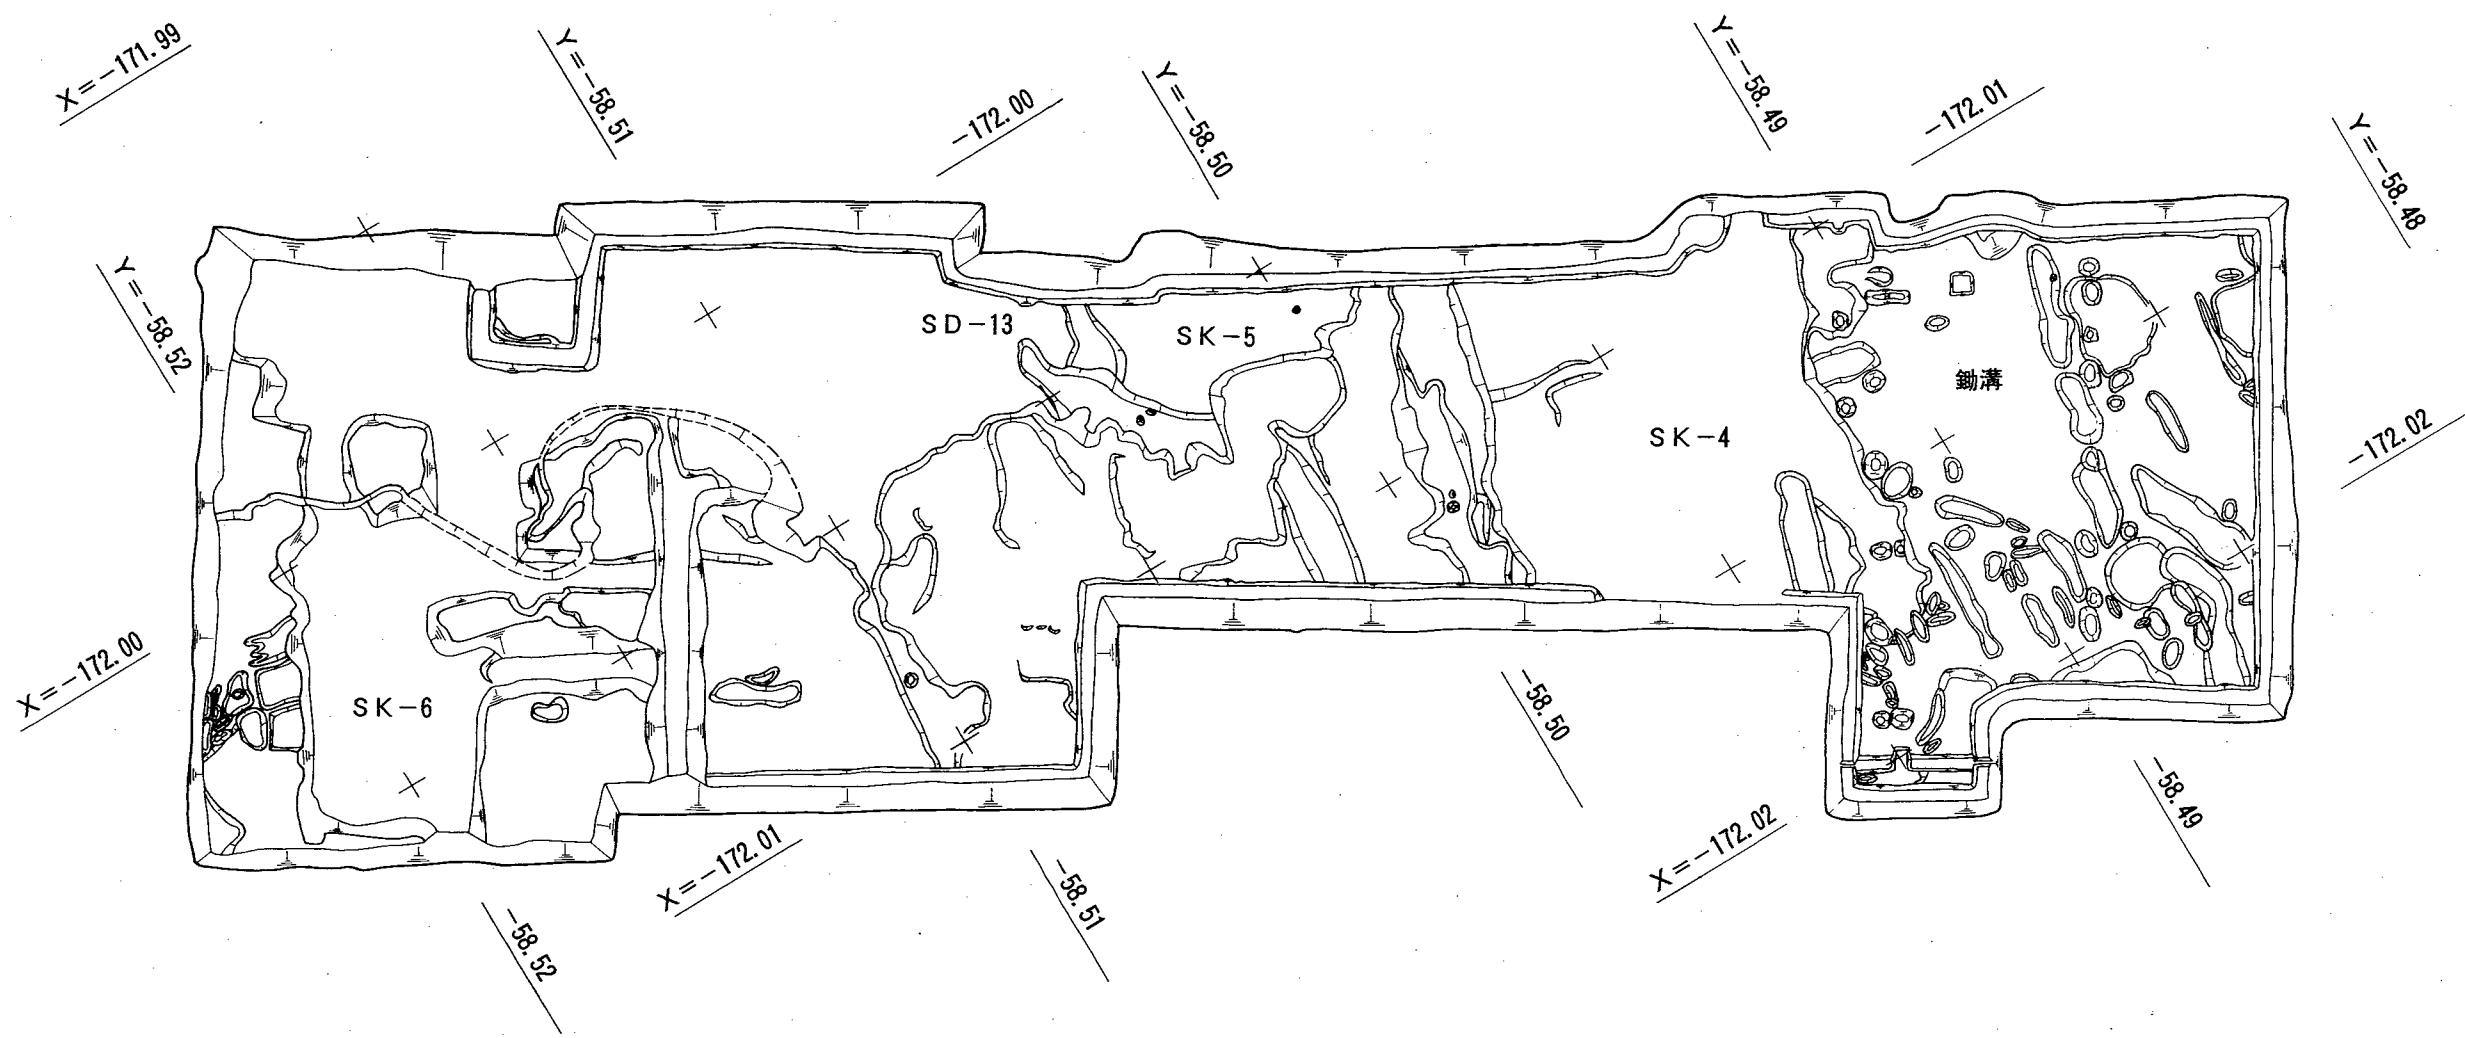 X=-171.99
Y=-58.51
-172.00
Y=-58.50
Y=-58.49
-172.01
Y=-58.48
Y=-58.52
SD-13
SK-5
鋤溝
SK-4
-172.02
X=-172.00
SK-6
-58.50
-58.49
X=-172.01
X=-172.02
-58.51
-58.52